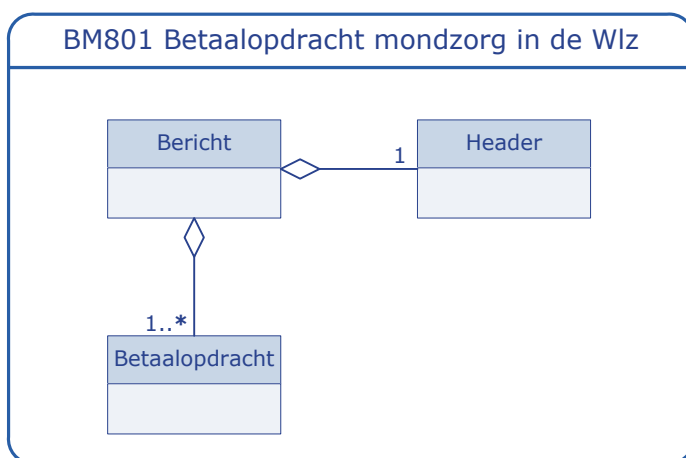 BM801 Betaalopdracht mondzorg in de Wlz
Bericht
Header
1
1..*
Betaalopdracht